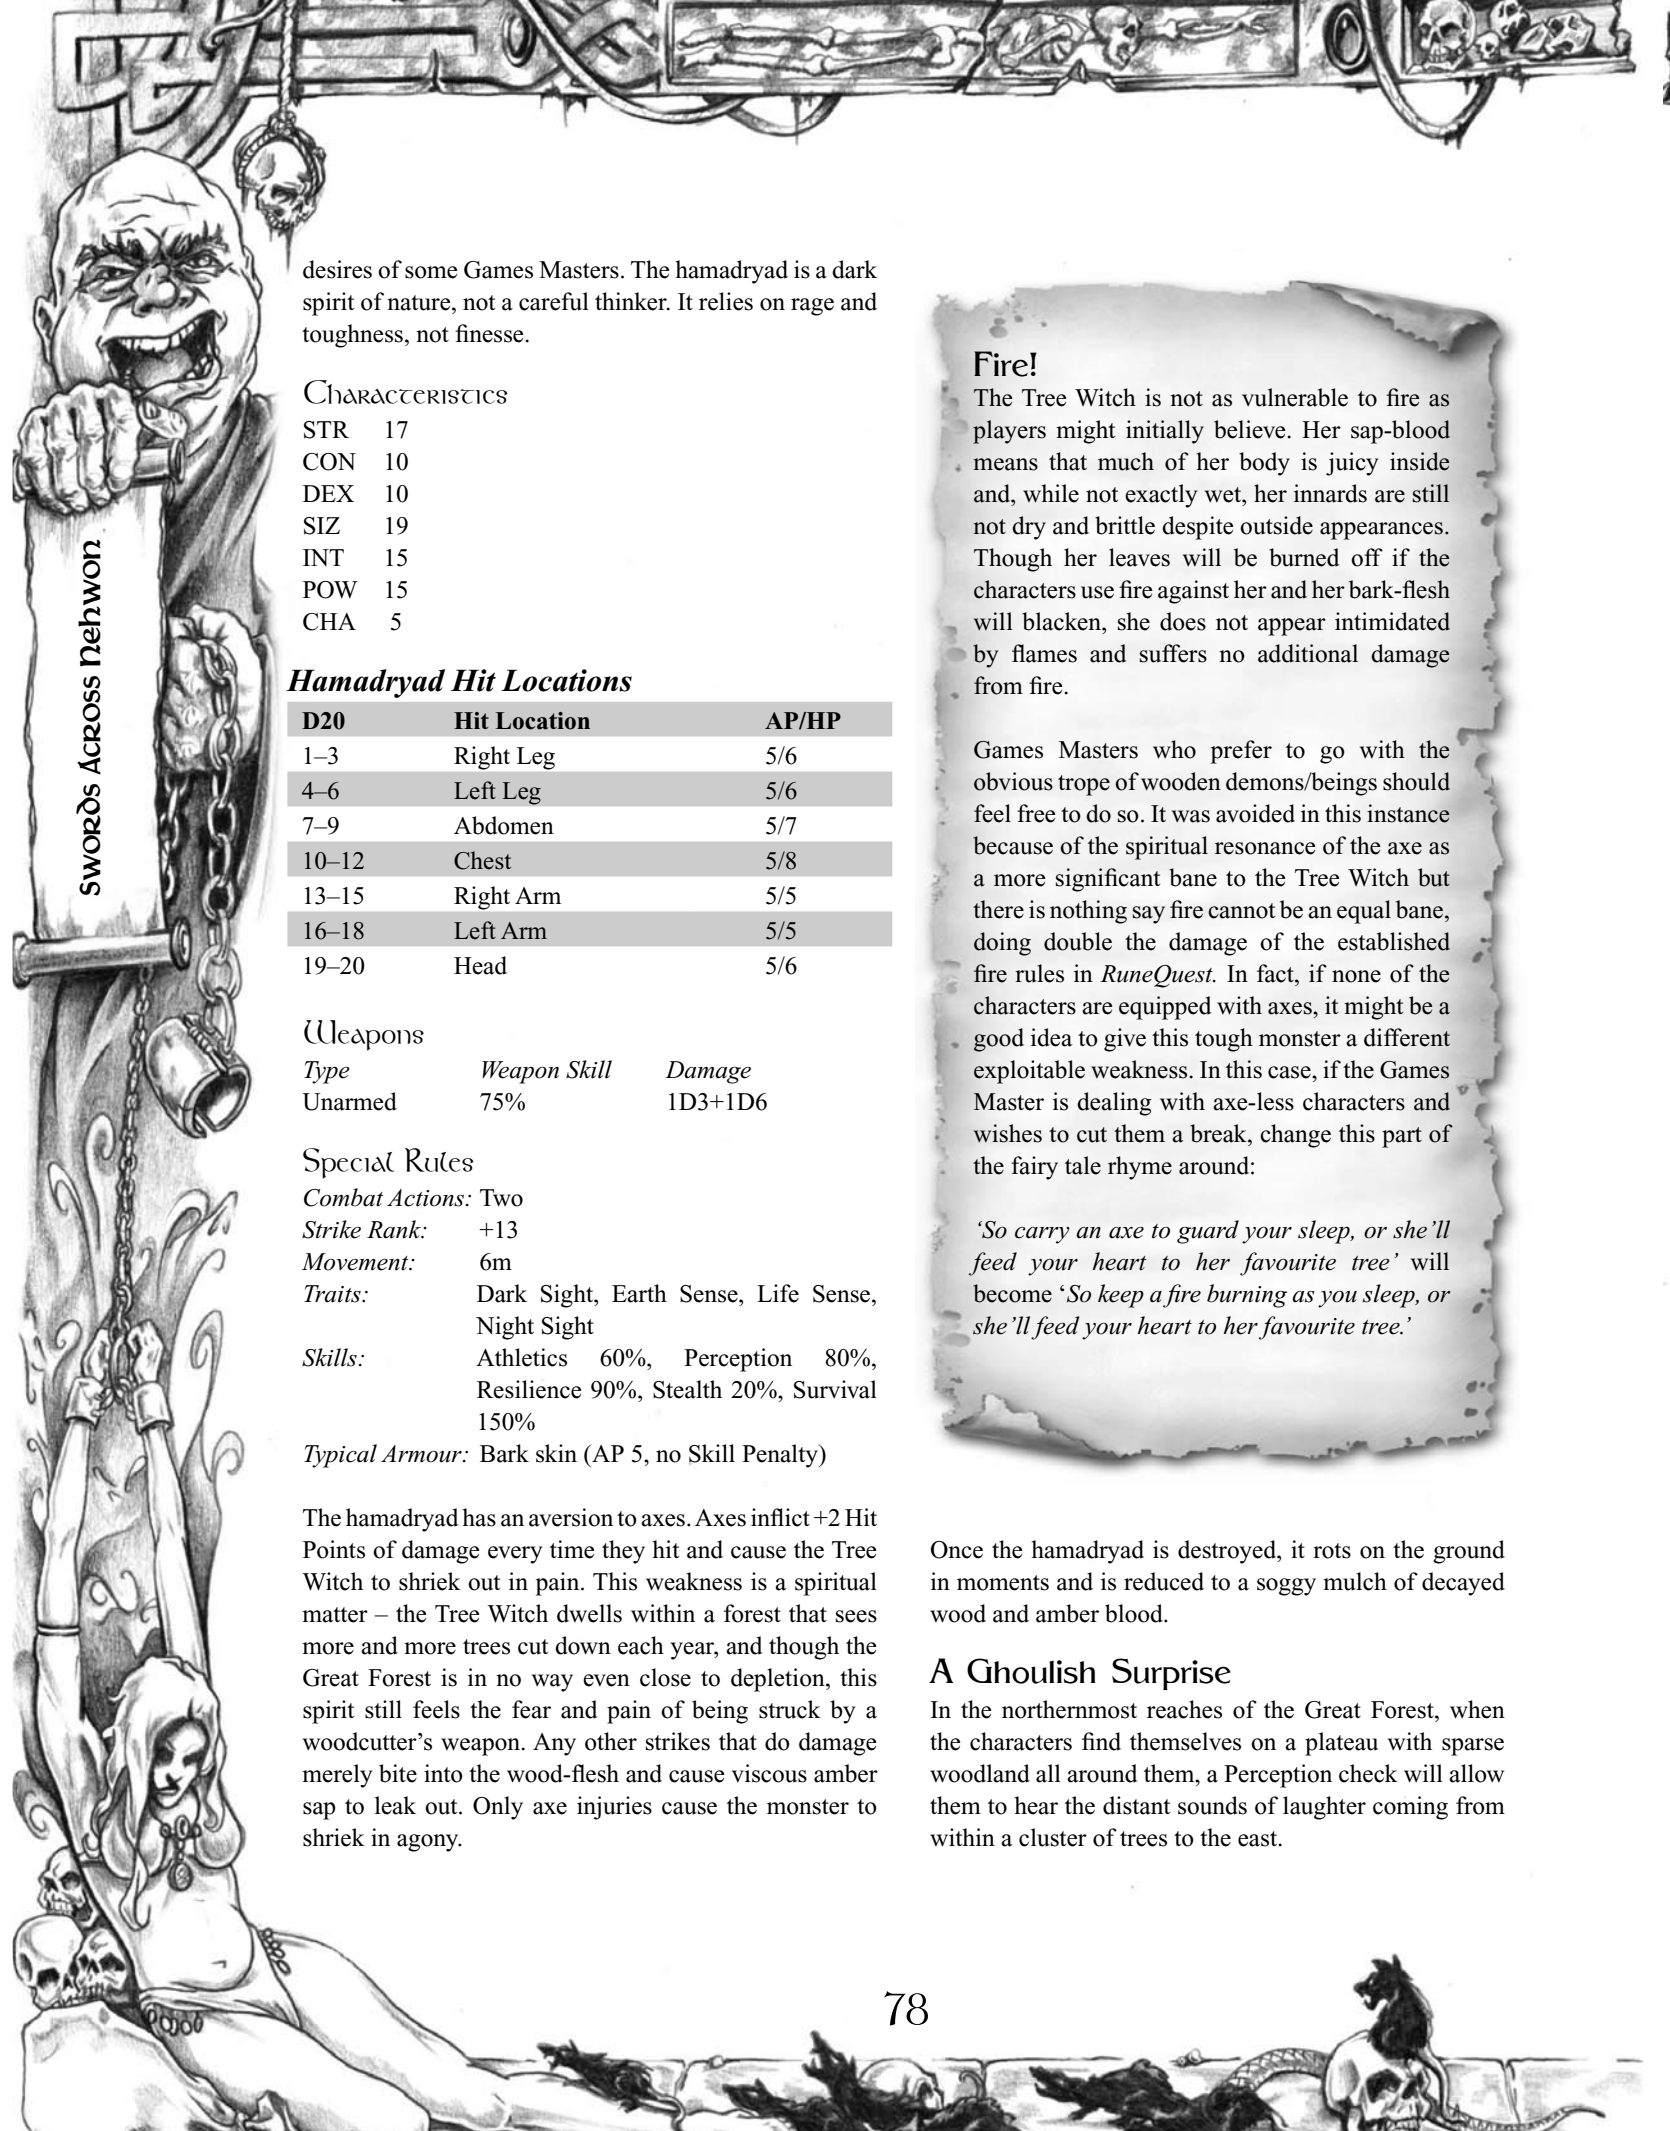 Swords Across Nehwon
desires of some Games Masters. The hamadryad is a dark
spirit of nature, not a careful thinker. It relies on rage and
toughness, not finesse.
Characteristics
STR 17
CON 10
DEX 10
SIZ 19
INT 15
POW 15
CHA 5
Hamadryad Hit Locations
D20 Hit Location AP/HP
1–3 Right Leg 5/6
4–6 Left Leg 5/6
7–9 Abdomen 5/7
10–12 Chest 5/8
13–15 Right Arm 5/5
16–18 Left Arm 5/5
19–20 Head 5/6
Weapons
Type Weapon Skill Damage
Unarmed 75% 1D3+1D6
Special Rules
Combat Actions: Two
Strike Rank: +13
Movement: 6m
Traits: Dark Sight, Earth Sense, Life Sense,
Night Sight
Skills: Athletics 60%, Perception 80%,
Resilience 90%, Stealth 20%, Survival
150%
Typical Armour: Bark skin (AP 5, no Skill Penalty)
The hamadryad has an aversion to axes. Axes inflict +2 Hit
Points of damage every time they hit and cause the Tree
Witch to shriek out in pain. This weakness is a spiritual
matter – the Tree Witch dwells within a forest that sees
more and more trees cut down each year, and though the
Great Forest is in no way even close to depletion, this
spirit still feels the fear and pain of being struck by a
woodcutter’s weapon. Any other strikes that do damage
merely bite into the wood-flesh and cause viscous amber
sap to leak out. Only axe injuries cause the monster to
shriek in agony.
Fire!
The Tree Witch is not as vulnerable to fire as
players might initially believe. Her sap-blood
means that much of her body is juicy inside
and, while not exactly wet, her innards are still
not dry and brittle despite outside appearances.
Though her leaves will be burned off if the
characters use fire against her and her bark-flesh
will blacken, she does not appear intimidated
by flames and suffers no additional damage
from fire.
Games Masters who prefer to go with the
obvious trope of wooden demons/beings should
feel free to do so. It was avoided in this instance
because of the spiritual resonance of the axe as
a more significant bane to the Tree Witch but
there is nothing say fire cannot be an equal bane,
doing double the damage of the established
fire rules in RuneQuest. In fact, if none of the
characters are equipped with axes, it might be a
good idea to give this tough monster a different
exploitable weakness. In this case, if the Games
Master is dealing with axe-less characters and
wishes to cut them a break, change this part of
the fairy tale rhyme around:
‘So carry an axe to guard your sleep, or she’ll
feed your heart to her favourite tree’ will
become ‘So keep a fire burning as you sleep, or
she’ll feed your heart to her favourite tree.’
Once the hamadryad is destroyed, it rots on the ground
in moments and is reduced to a soggy mulch of decayed
wood and amber blood.
A Ghoulish Surprise
In the northernmost reaches of the Great Forest, when
the characters find themselves on a plateau with sparse
woodland all around them, a Perception check will allow
them to hear the distant sounds of laughter coming from
within a cluster of trees to the east.
78